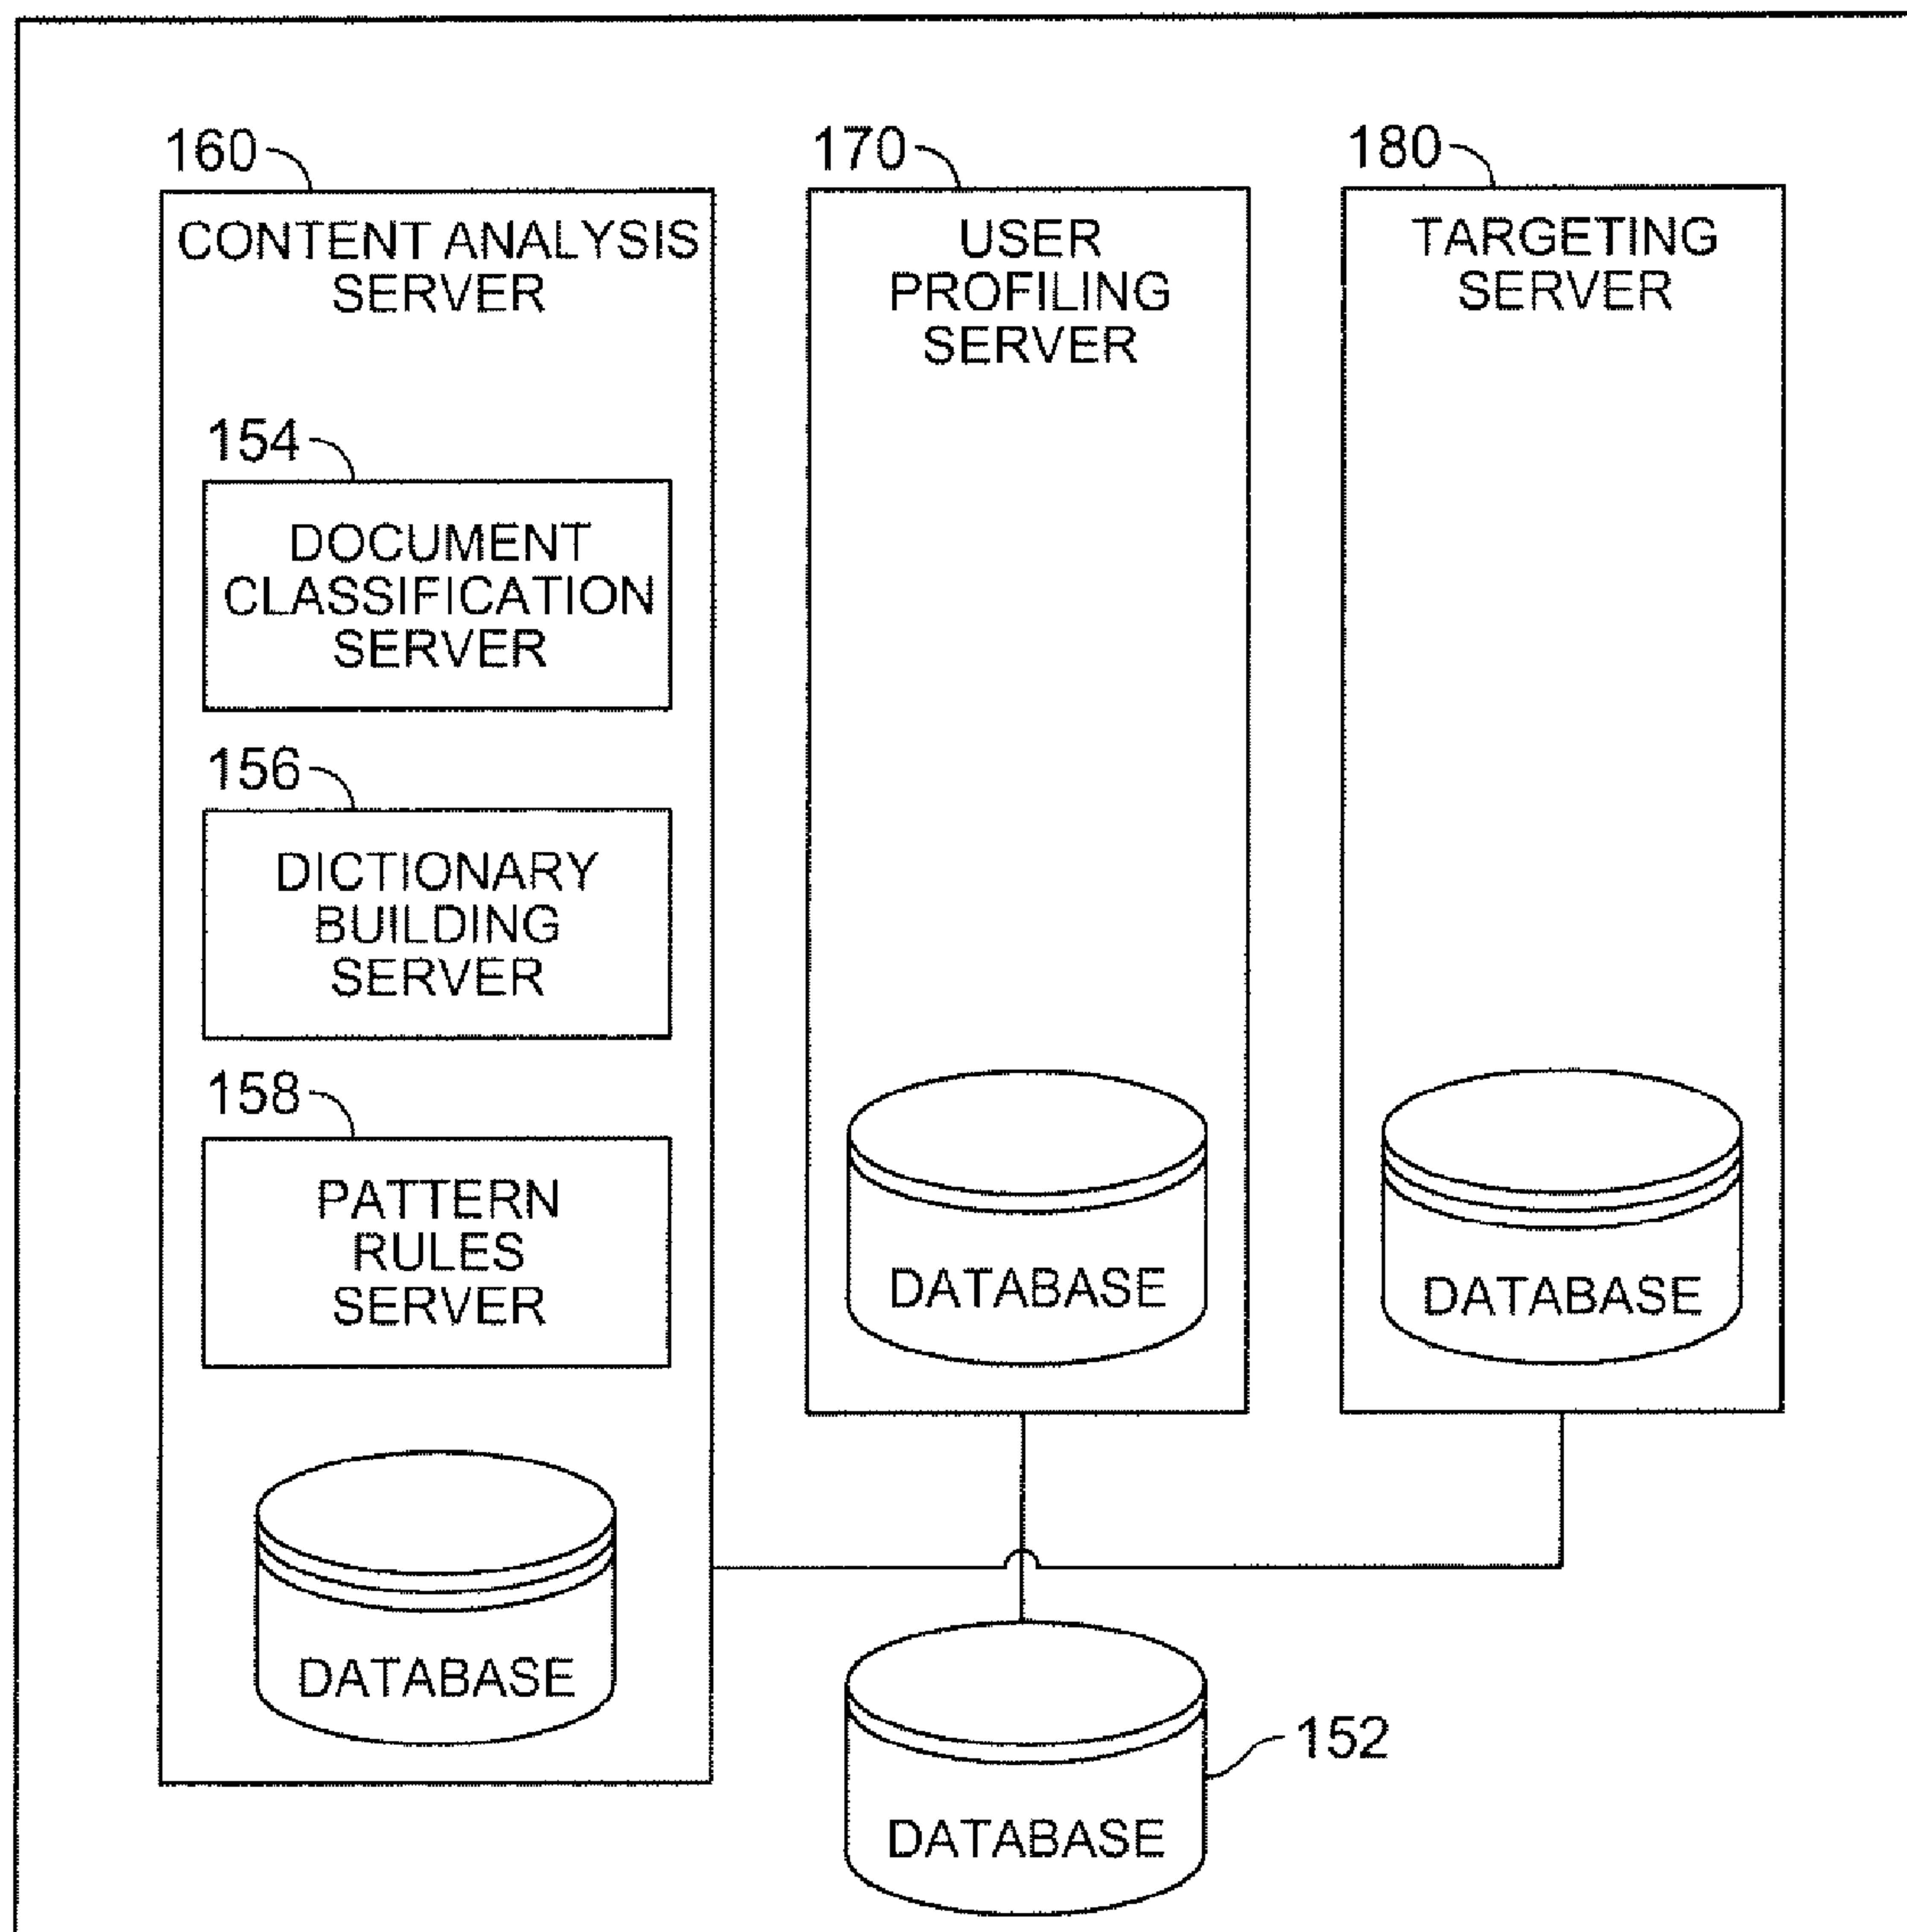 160
CONTENT ANALYSIS
SERVER
154
DOCUMENT
CLASSIFICATION
SERVER
156
DICTIONARY
BUILDING
SERVER
158
PATTERN
RULES
SERVER
DATABASE
170
USER
PROFILING
SERVER
DATABASE
180
TARGETING
SERVER
DATABASE
152
DATABASE